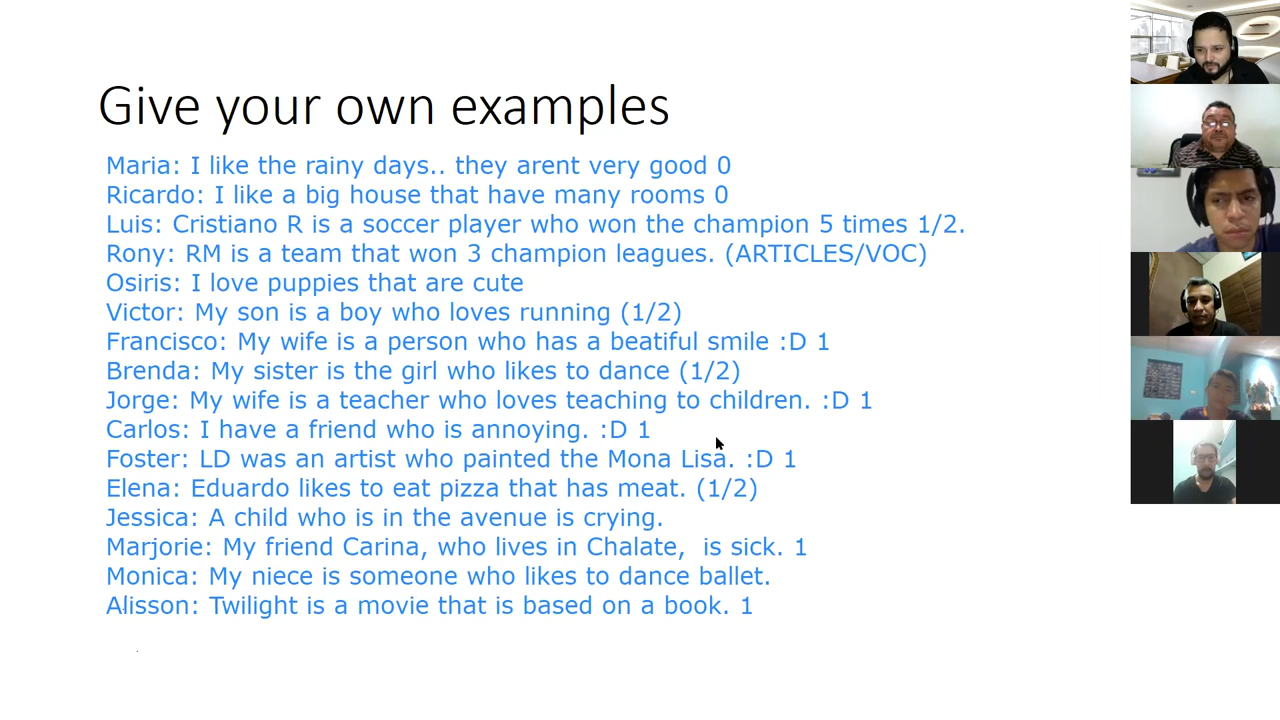 Give your own examples
Maria: I like the rainy days.. they arent very good 0
Ricardo: I like a big house that have many rooms 0
Luis: Cristiano R is a soccer player who won the champion 5 times 1/2.
Rony: RM is a team that won 3 champion leagues. (ARTICLES/VOC)
Osiris: I love puppies that are cute
Victor: My son is a boy who loves running (1/2)
Francisco: My wife is a person who has a beatiful smile :D 1
Brenda: My sister is the girl who likes to dance (1/2)
Jorge: My wife is a teacher who loves teaching to children. :D 1
Carlos: I have a friend who is annoying. :D 1
Foster: LD was an artist who painted the Mona Lisa. :D 1
Elena: Eduardo likes to eat pizza that has meat. (1/2)
Jessica: A child who is in the avenue is crying.
Marjorie: My friend Carina, who lives in Chalate,  is sick. 1
Monica: My niece is someone who likes to dance ballet.
Alisson: Twilight is a movie that is based on a book. 1